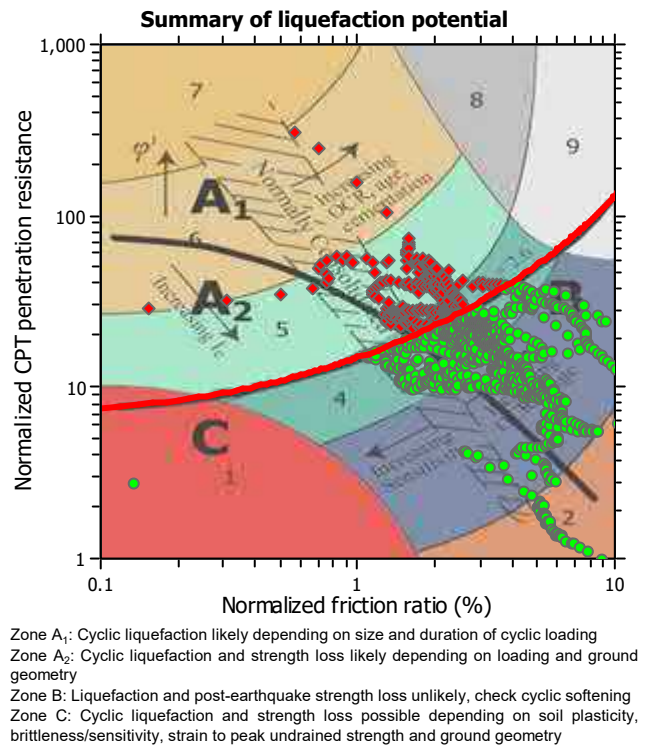 Summary of liquefaction potential
1,000
100
10
1
Normalized CPT penetration resistance
0.1
1
10
Normalized friction ratio (%)
7
8
9
φ'
Increasing
OCR, age,
cementation
Normally
A1
6
A2
5
B
4
C
1
Increasing
2
Zone A1: Cyclic liquefaction likely depending on size and duration of cyclic loading
Zone A2: Cyclic liquefaction and strength loss likely depending on loading and ground
geometry
Zone B: Liquefaction and post-earthquake strength loss unlikely, check cyclic softening
Zone C: Cyclic liquefaction and strength loss possible depending on soil plasticity,
brittleness/sensitivity, strain to peak undrained strength and ground geometry